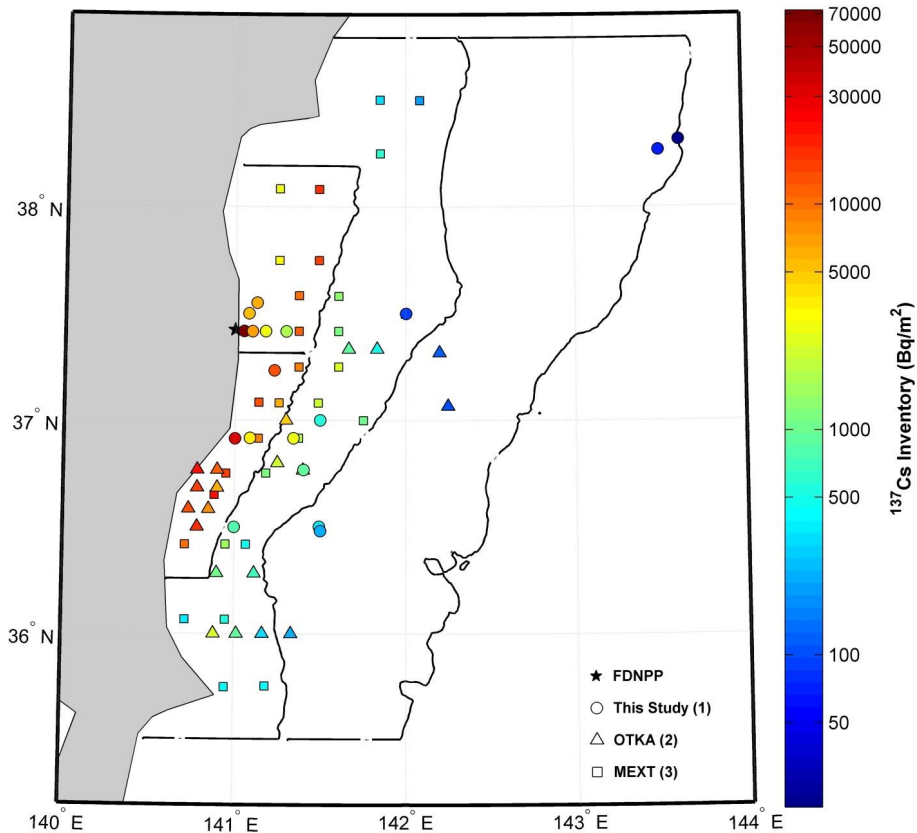 70000
50000
30000
10000
5000
1000
500
100
50
¹³⁷Cs Inventory (Bq/m²)
38° N
37° N
36° N
FDNPP
This Study (1)
OTKA (2)
MEXT (3)
140° E
141° E
142° E
143° E
144° E